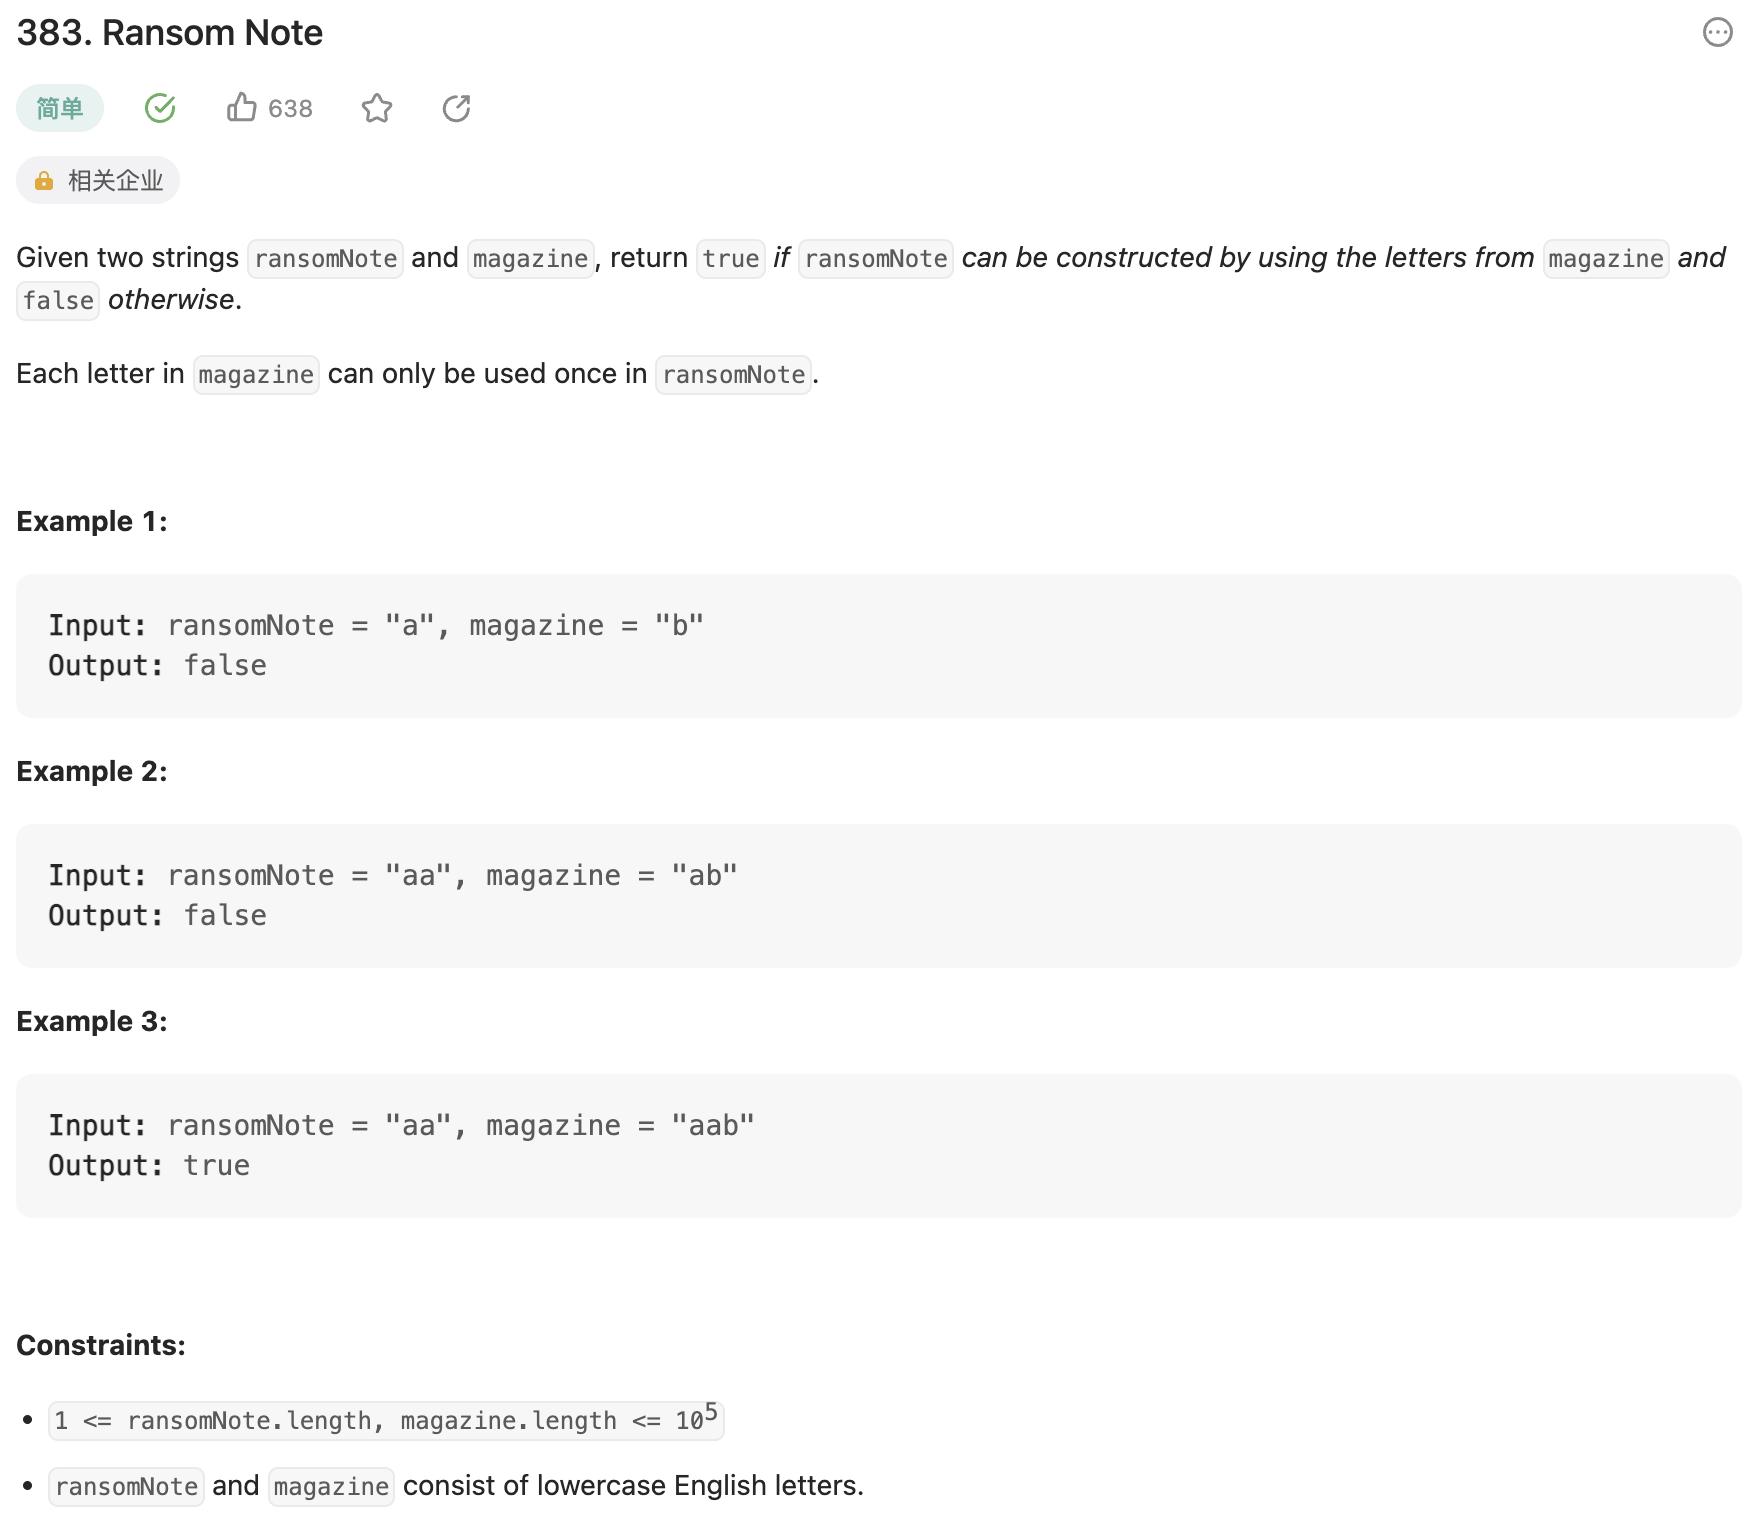 383. Ransom Note
简单 638
相关企业
Given two strings ransomNote and magazine, return true if ransomNote can be constructed by using the letters from magazine and
false otherwise.
Each letter in magazine can only be used once in ransomNote.
Example 1:
Input: ransomNote = "a", magazine = "b"
Output: false
Example 2:
Input: ransomNote = "aa", magazine = "ab"
Output: false
Example 3:
Input: ransomNote = "aa", magazine = "aab"
Output: true
Constraints:
• 1 <= ransomNote.length, magazine.length <= 10⁵
• ransomNote and magazine consist of lowercase English letters.